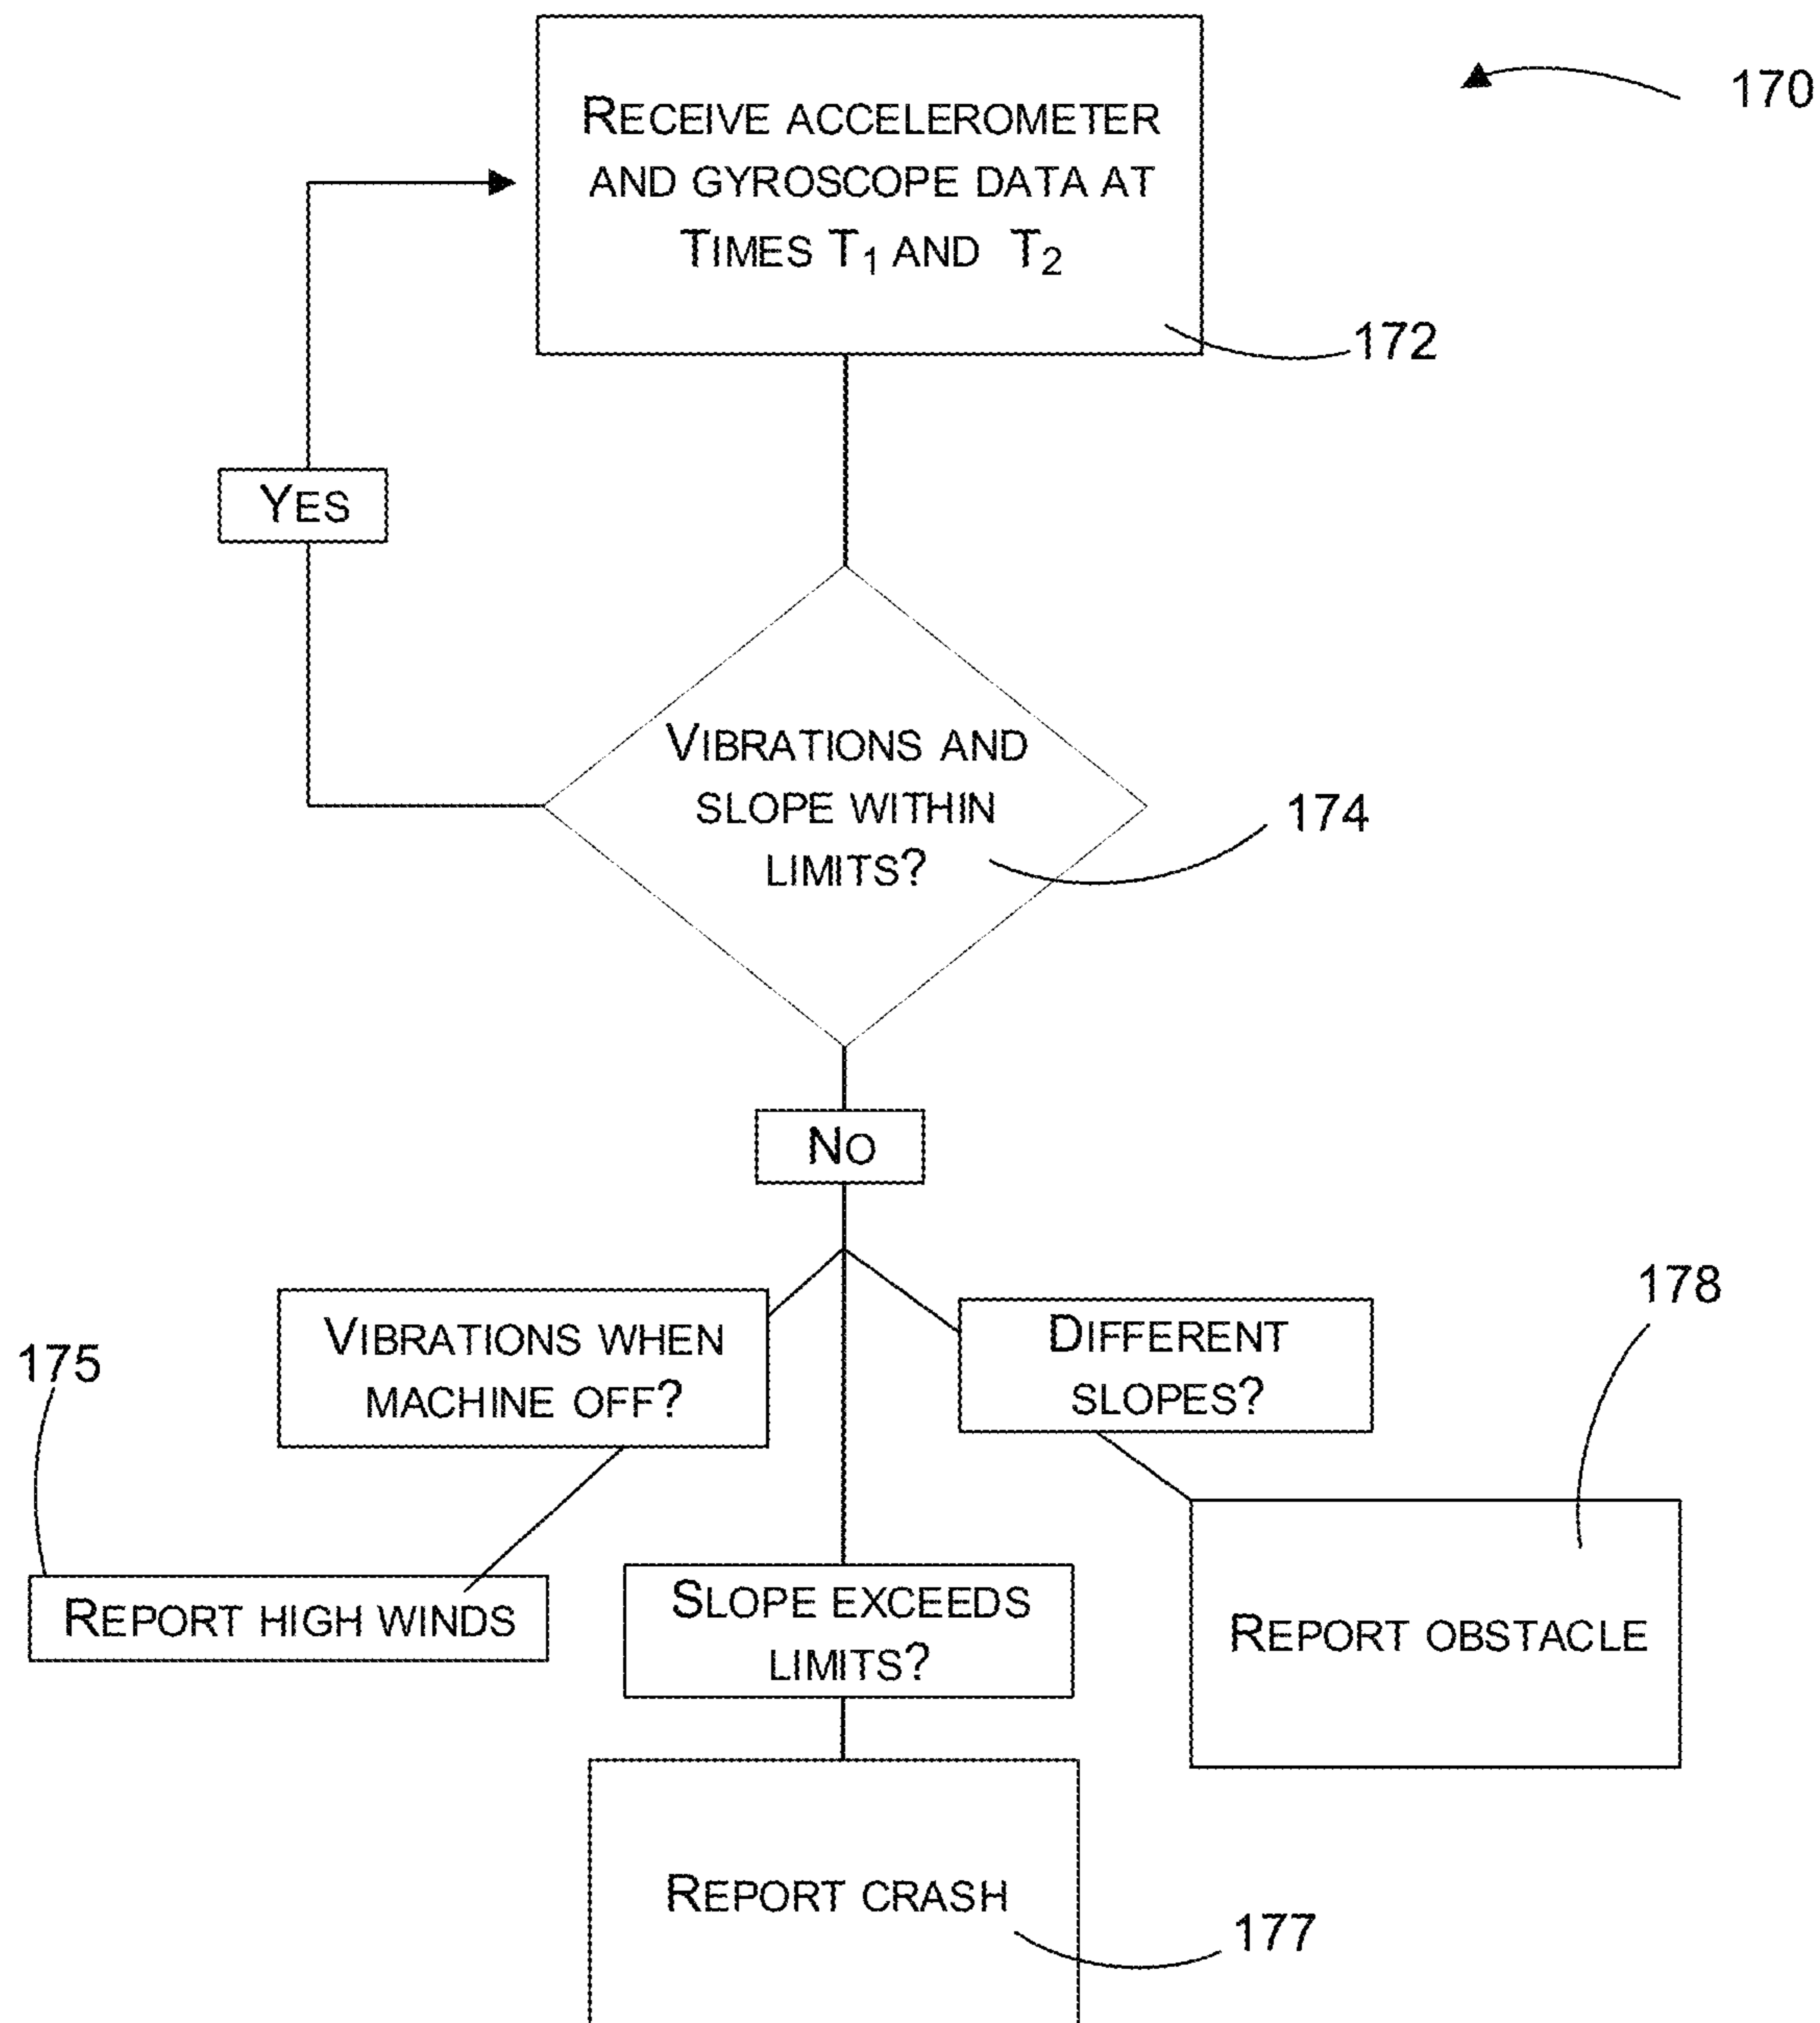 170
RECEIVE ACCELEROMETER
AND GYROSCOPE DATA AT
TIMES T₁ AND T₂
172
YES
VIBRATIONS AND
SLOPE WITHIN
LIMITS?
174
NO
VIBRATIONS WHEN
MACHINE OFF?
DIFFERENT
SLOPES?
178
175
REPORT HIGH WINDS
SLOPE EXCEEDS
LIMITS?
REPORT OBSTACLE
REPORT CRASH
177